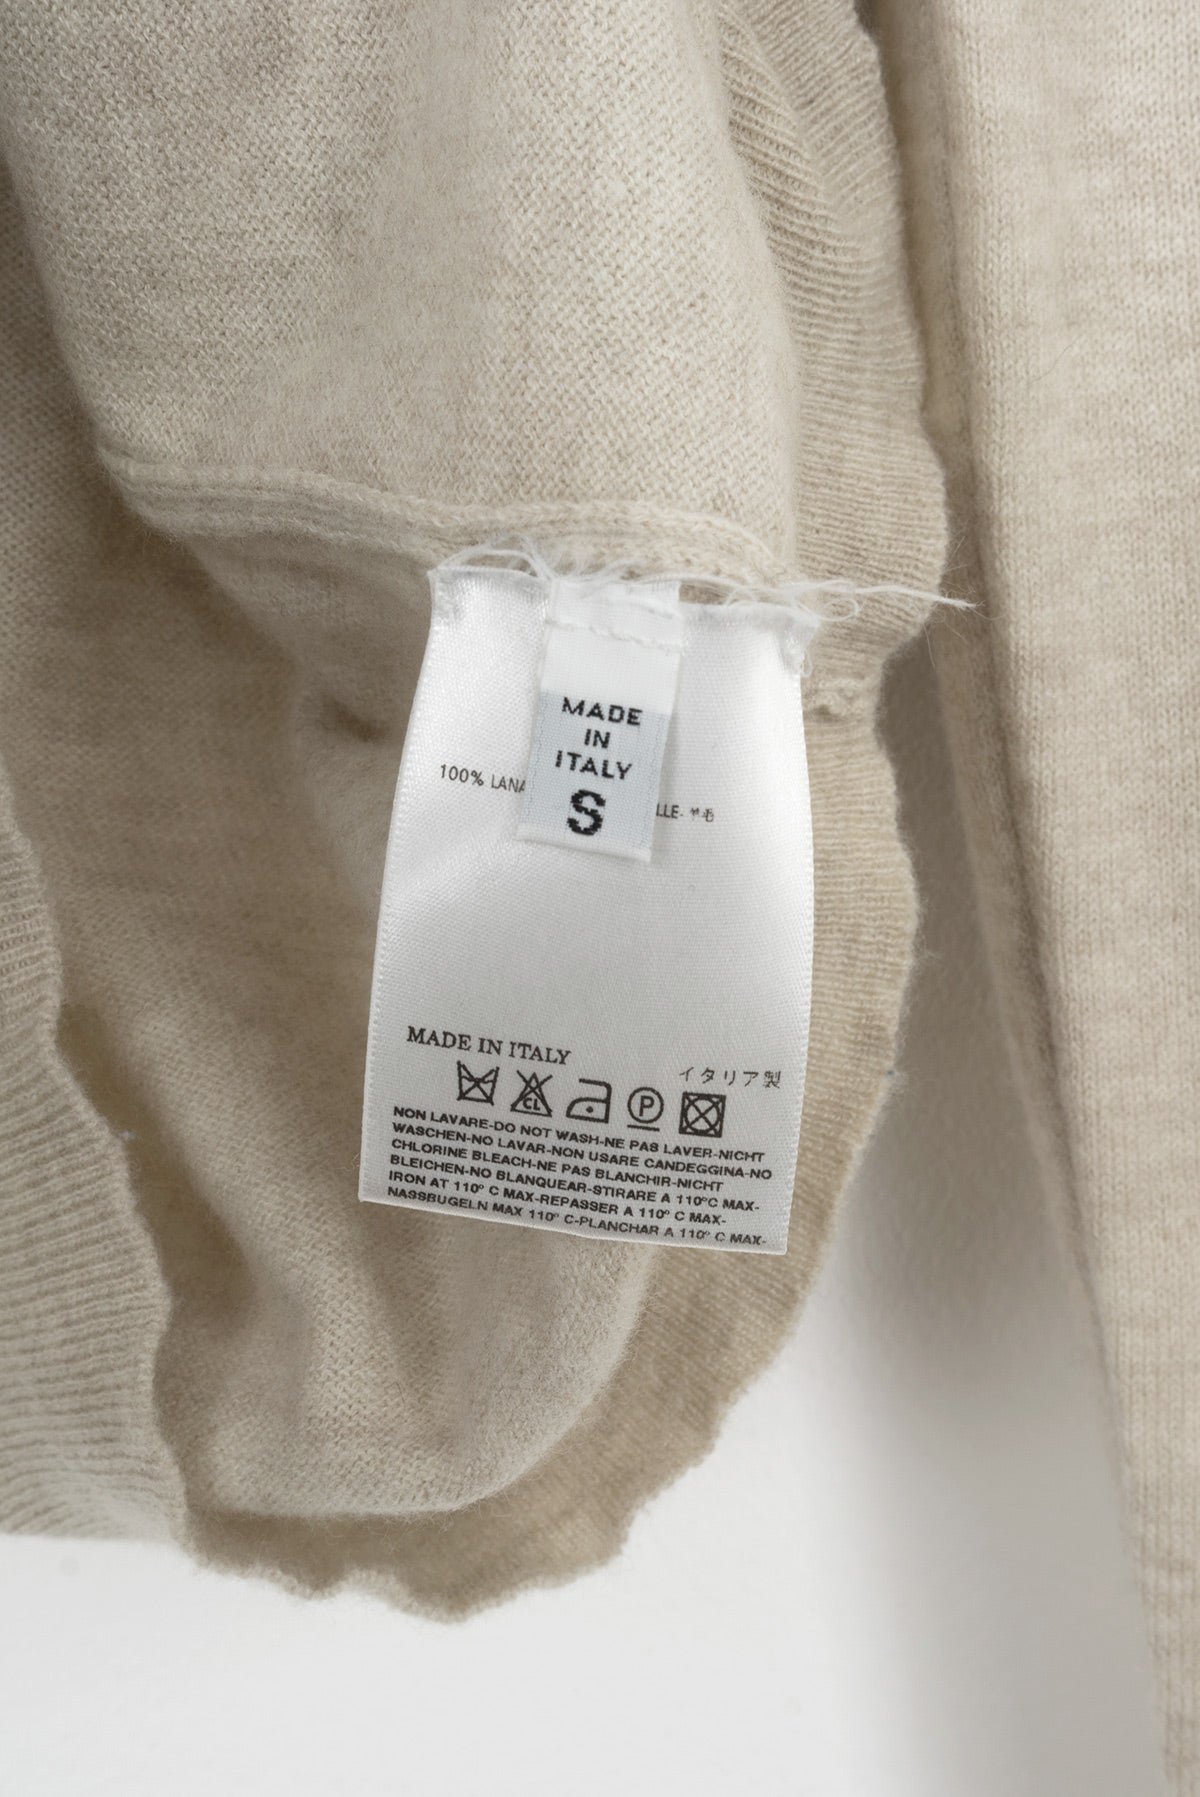 MADE
IN
ITALY
S
100% LANA
LLE- 羊毛
MADE IN ITALY
イタリア製
CL P
NON LAVARE-DO NOT WASH-NE PAS LAVER-NICHT
WASCHEN-NO LAVAR-NON USARE CANDEGGINA-NO
CHLORINE BLEACH-NE PAS BLANCHIR-NICHT
BLEICHEN-NO BLANQUEAR-STIRARE A 110°C MAX-
IRON AT 110° C MAX-REPASSER A 110° C MAX-
NASSBUGELN MAX 110° C-PLANCHAR A 110° C MAX-